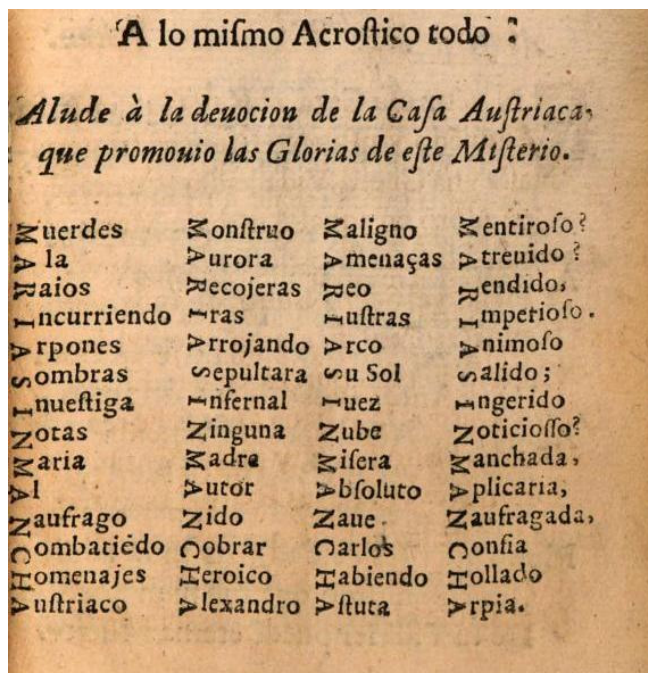 A lo miſmo Acroſtico todo :
Alude à la deuocion de la Caſa Auſtriaca,
que promouio las Glorias de eſte Miſterio.
Muerdes Monſtruo Maligno Mentiroſo?
A la Aurora Amenaças Atreuido?
Raios Recojeras Reo Rendido,
Incurriendo Iras Iuſtras Imperioſo.
Arpones Arrojando Arco Animoſo
Sombras Sepultara Su Sol Salido;
Inueſtiga Infernal Iuez Ingerido
Notas Ninguna Nube Noticioſſo?
Maria Madre Miſera Manchada,
Al Autor Abſoluto Aplicaria,
Naufrago Nido Naue Naufragada,
Combatiẽdo Cobrar Carlos Confia
Homenajes Heroico Habiendo Hollado
Auſtriaco Alexandro Aſtuta Arpia.